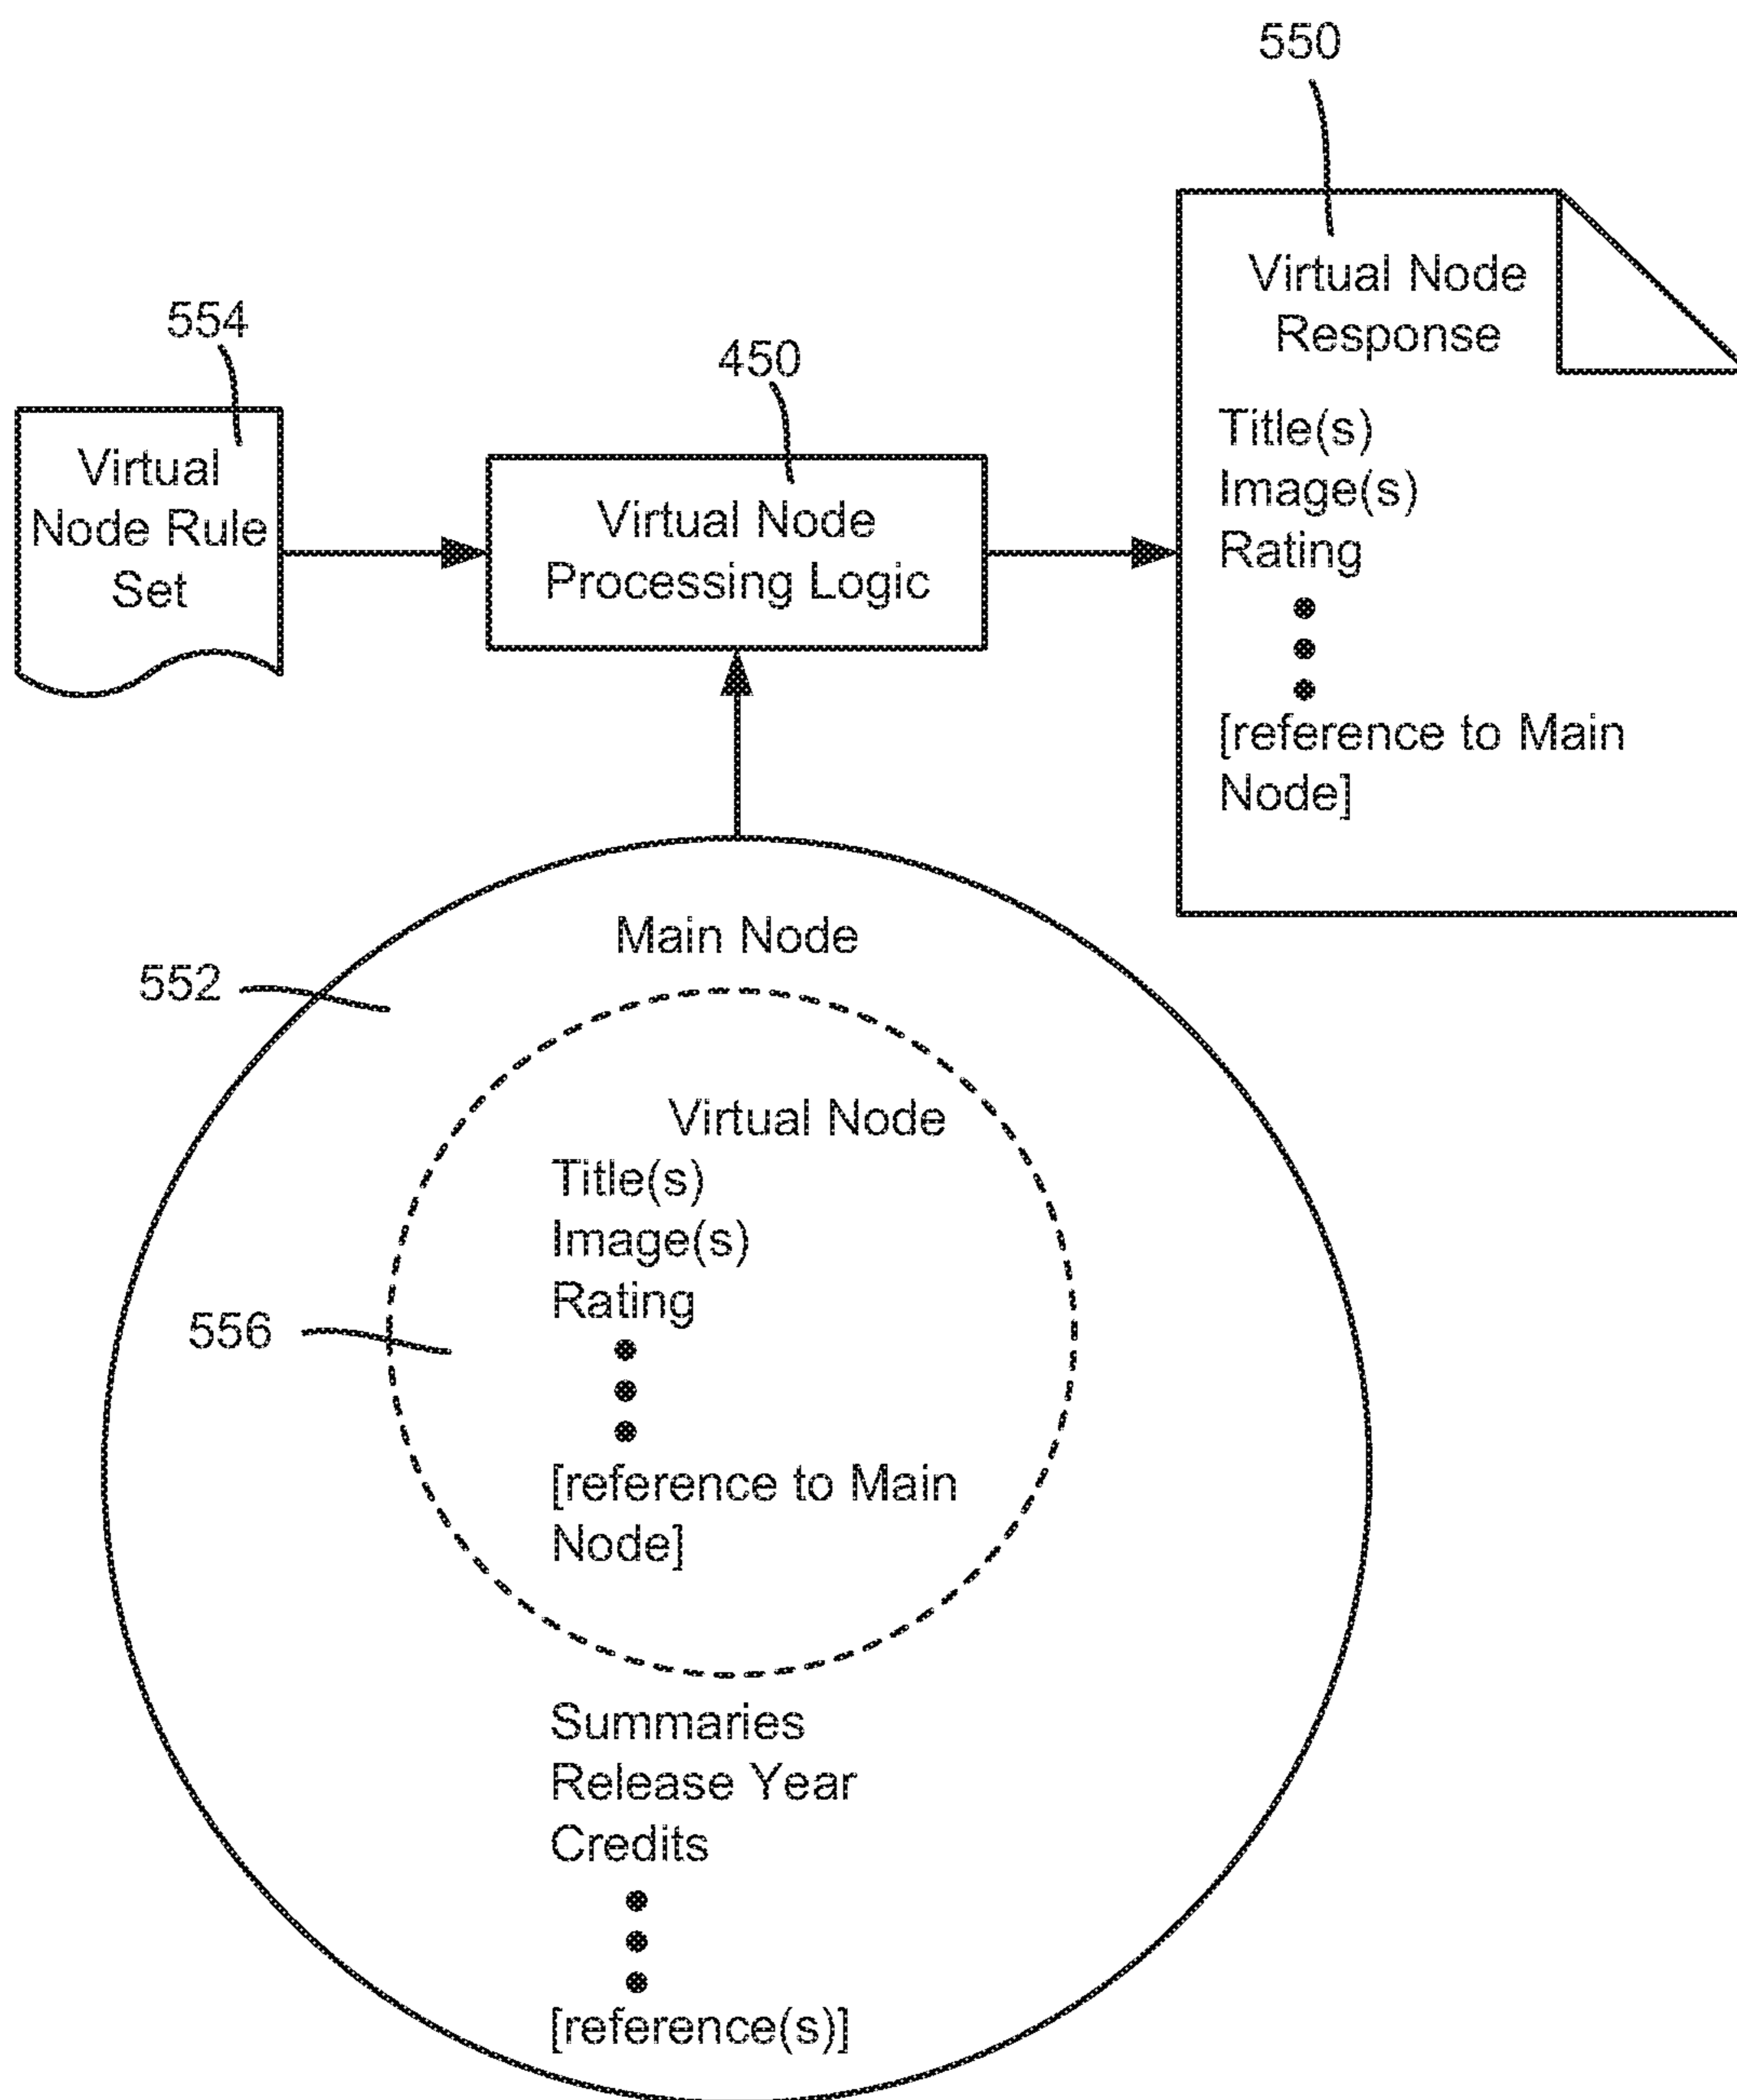 550
Virtual Node
Response
Title(s)
Image(s)
Rating
[reference to Main
Node]
554
Virtual
Node Rule
Set
450
Virtual Node
Processing Logic
Main Node
552
Virtual Node
Title(s)
Image(s)
Rating
556
[reference to Main
Node]
Summaries
Release Year
Credits
[reference(s)]